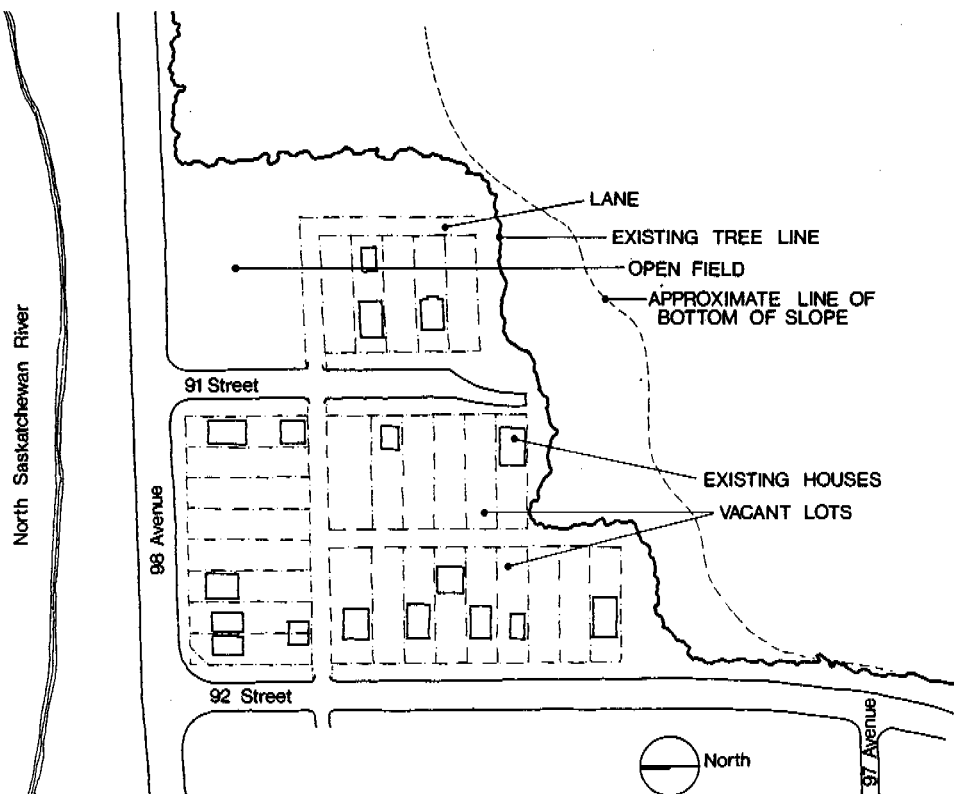 LANE
EXISTING TREE LINE
OPEN FIELD
APPROXIMATE LINE OF
BOTTOM OF SLOPE
North Saskatchewan River
91 Street
EXISTING HOUSES
VACANT LOTS
98 Avenue
92 Street
97 Avenue
North